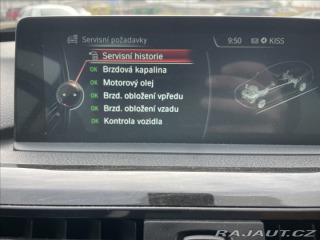 Servisní požadavky
9:50 KISS
Servisní historie
OK Brzdová kapalina
OK Motorový olej
OK Brzd. obložení vpředu
OK Brzd. obložení vzadu
OK Kontrola vozidla
RAJAUT.CZ